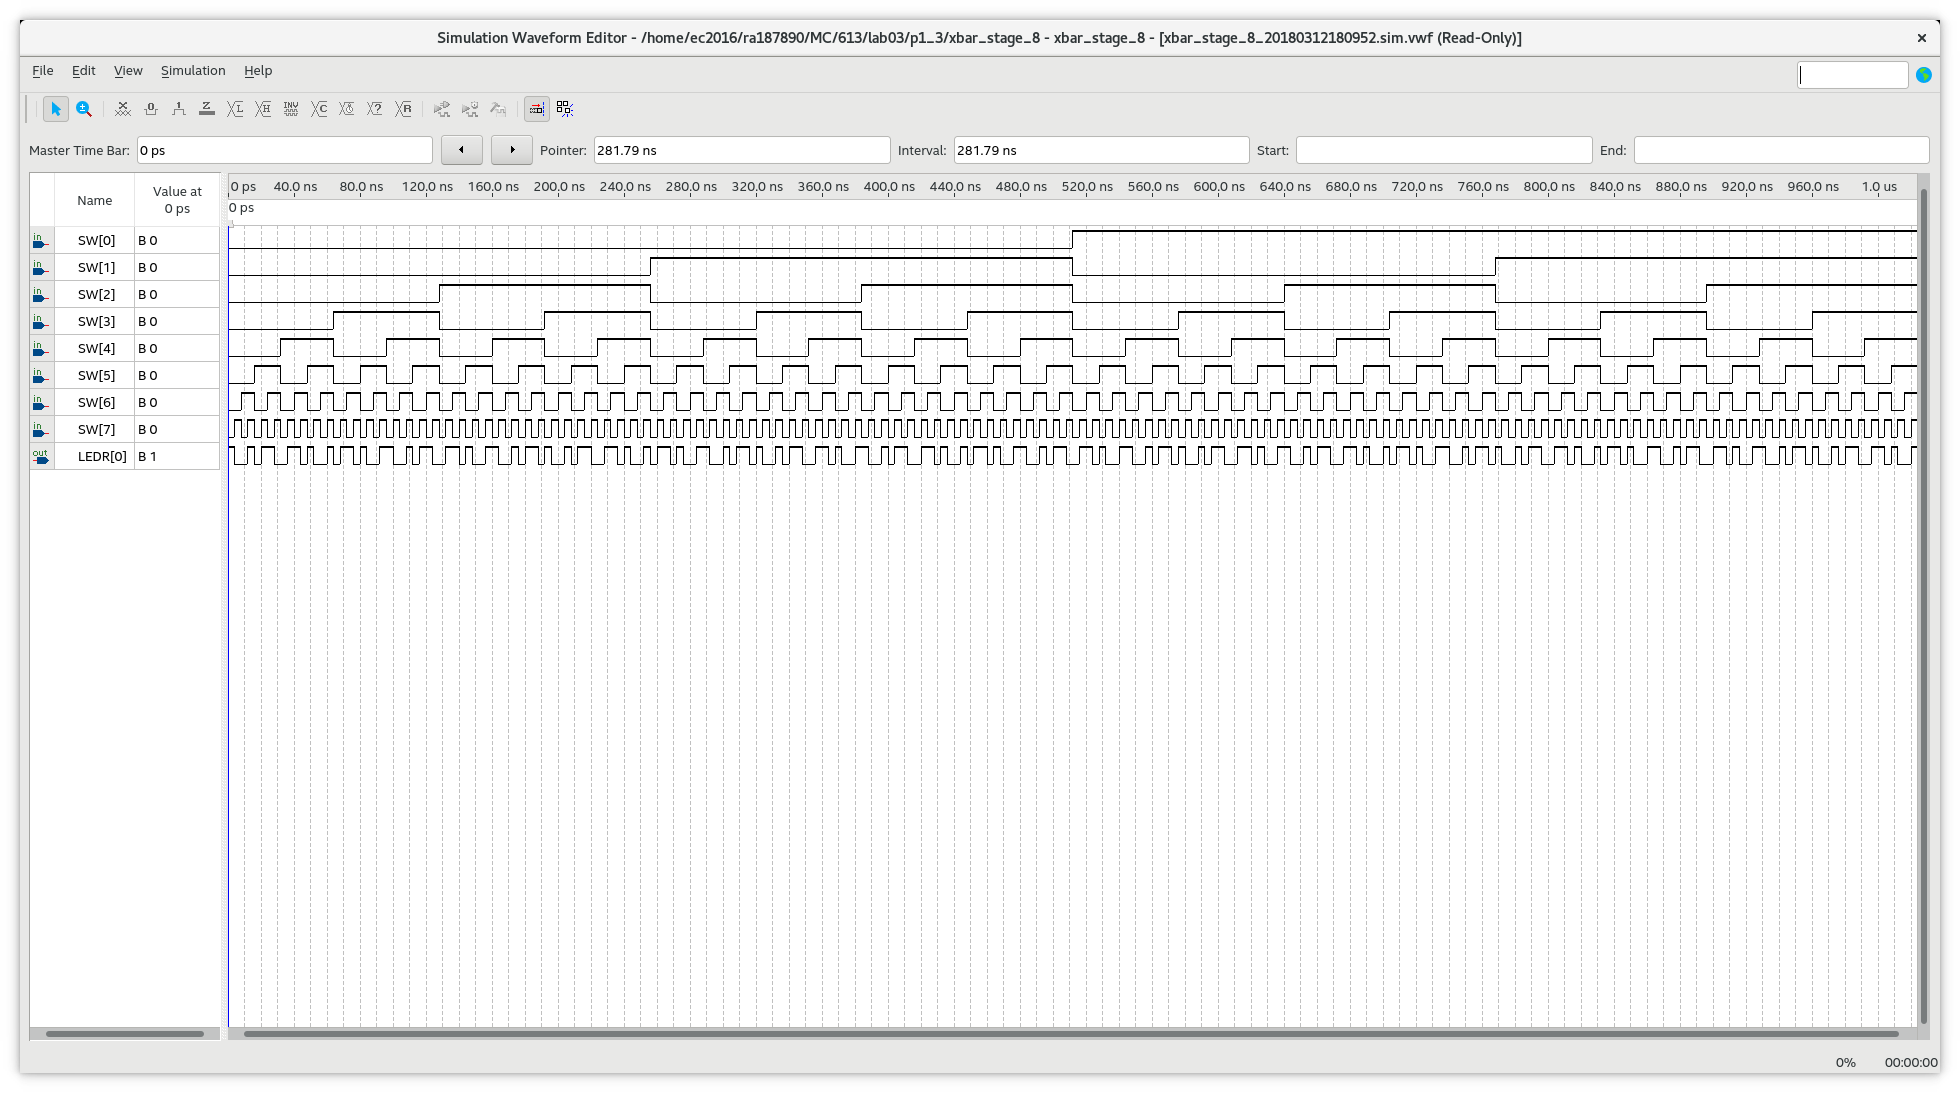 Simulation Waveform Editor - /home/ec2016/ra187890/MC/613/lab03/p1_3/xbar_stage_8 - xbar_stage_8 - [xbar_stage_8_20180312180952.sim.vwf (Read-Only)]
File Edit View Simulation Help
Master Time Bar: 0 ps Pointer: 281.79 ns Interval: 281.79 ns Start: End:
Name Value at 0 ps
0 ps 40.0 ns 80.0 ns 120.0 ns 160.0 ns 200.0 ns 240.0 ns 280.0 ns 320.0 ns 360.0 ns 400.0 ns 440.0 ns 480.0 ns 520.0 ns 560.0 ns 600.0 ns 640.0 ns 680.0 ns 720.0 ns 760.0 ns 800.0 ns 840.0 ns 880.0 ns 920.0 ns 960.0 ns 1.0 us
0 ps
in SW[0] B 0
in SW[1] B 0
in SW[2] B 0
in SW[3] B 0
in SW[4] B 0
in SW[5] B 0
in SW[6] B 0
in SW[7] B 0
out LEDR[0] B 1
0% 00:00:00